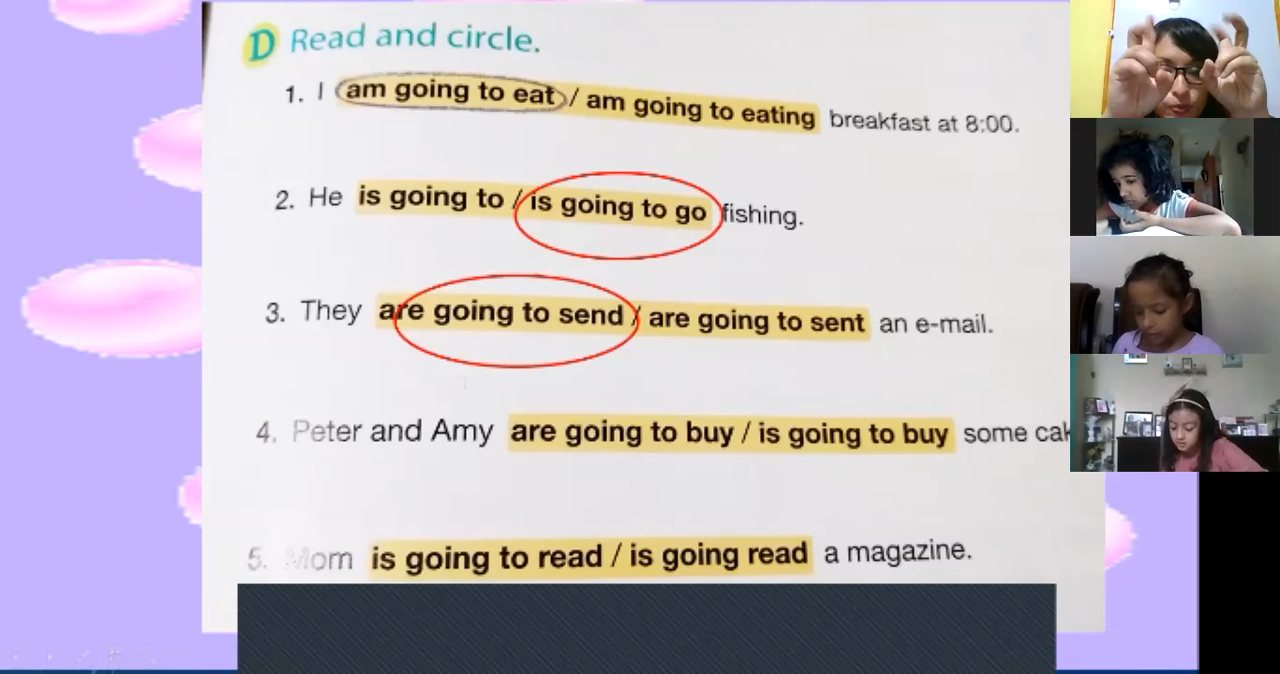 D Read and circle.
1. I am going to eat / am going to eating breakfast at 8:00.
2. He is going to / is going to go fishing.
3. They are going to send / are going to sent an e-mail.
4. Peter and Amy are going to buy / is going to buy some
5. Mom is going to read / is going read a magazine.